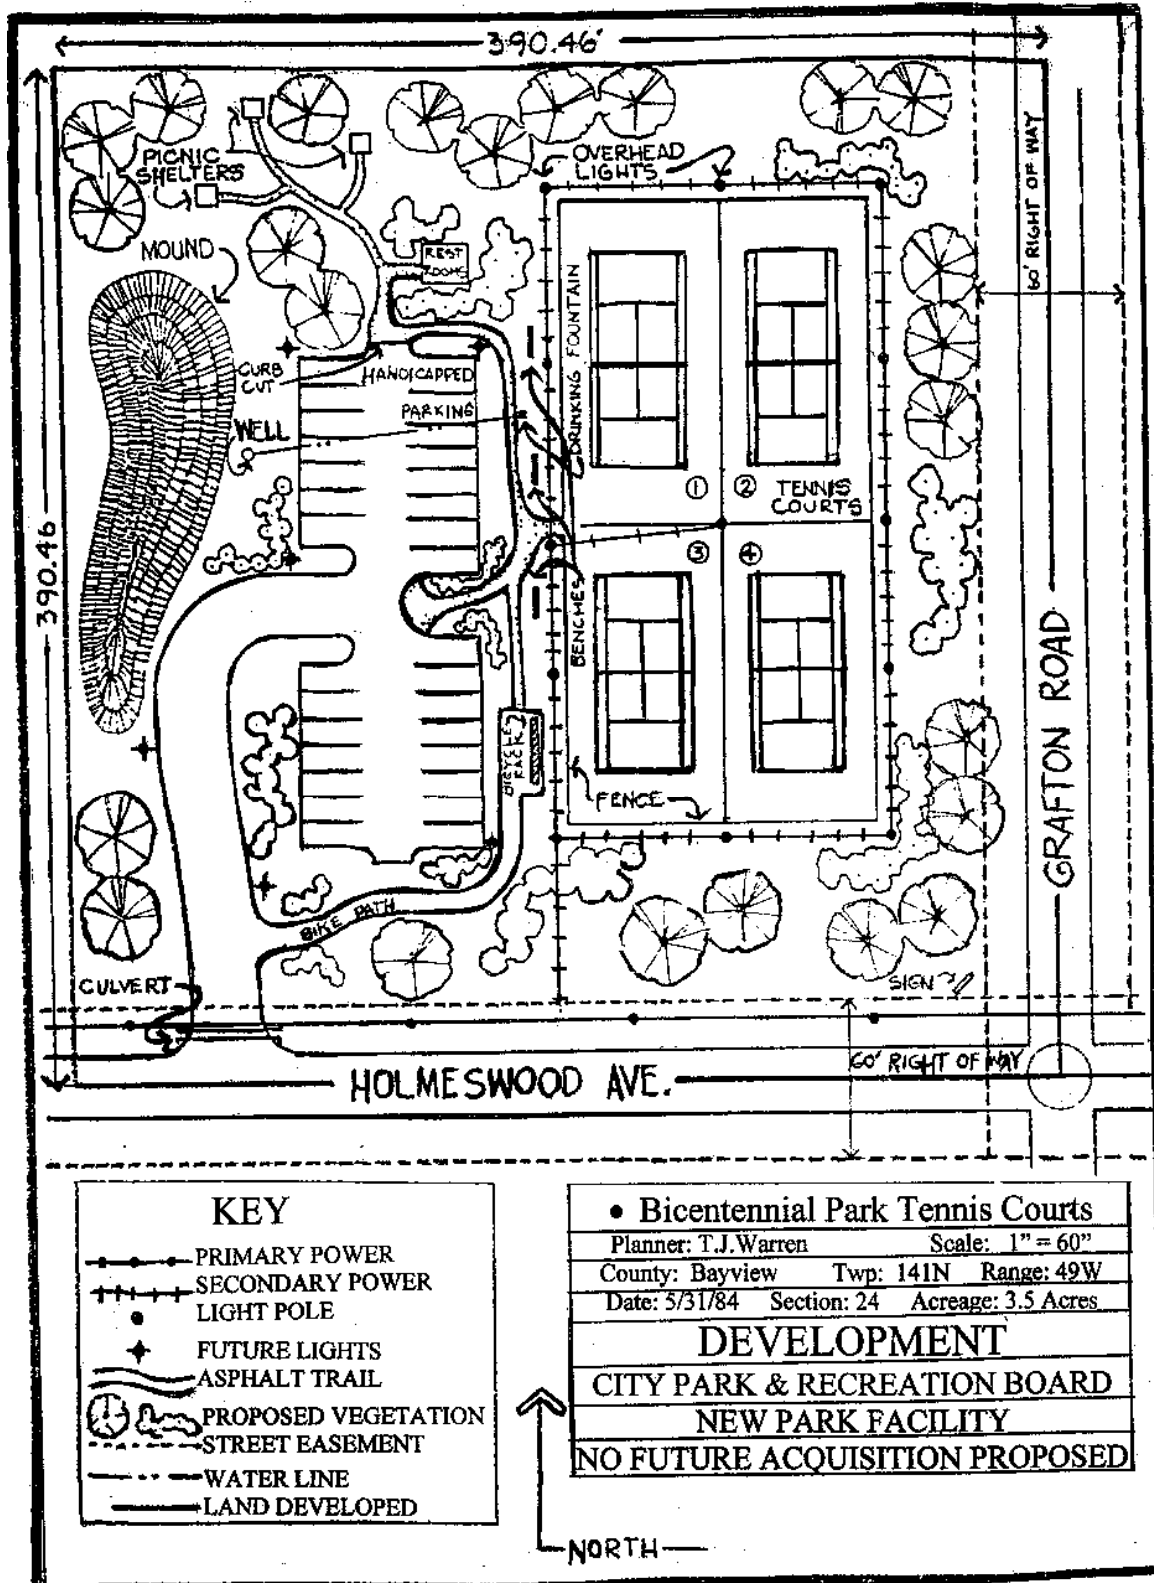 390.46'
60' RIGHT OF WAY
OVERHEAD
LIGHTS
PICNIC
SHELTERS
MOUND
REST
ROOMS
DRINKING FOUNTAIN
CURB
CUT
HANDICAPPED
PARKING
WELL
① ② TENNIS
COURTS
③ ④
390.46
BENCHES
GRAFTON ROAD
BICYCLE
RACKS
FENCE
BIKE PATH
CULVERT
SIGN
60' RIGHT OF WAY
HOLMESWOOD AVE.
KEY
PRIMARY POWER
SECONDARY POWER
LIGHT POLE
FUTURE LIGHTS
ASPHALT TRAIL
PROPOSED VEGETATION
STREET EASEMENT
WATER LINE
LAND DEVELOPED
• Bicentennial Park Tennis Courts
Planner: T.J.Warren Scale: 1” = 60”
County: Bayview Twp: 141N Range: 49W
Date: 5/31/84 Section: 24 Acreage: 3.5 Acres
DEVELOPMENT
CITY PARK & RECREATION BOARD
NEW PARK FACILITY
NO FUTURE ACQUISITION PROPOSED
NORTH